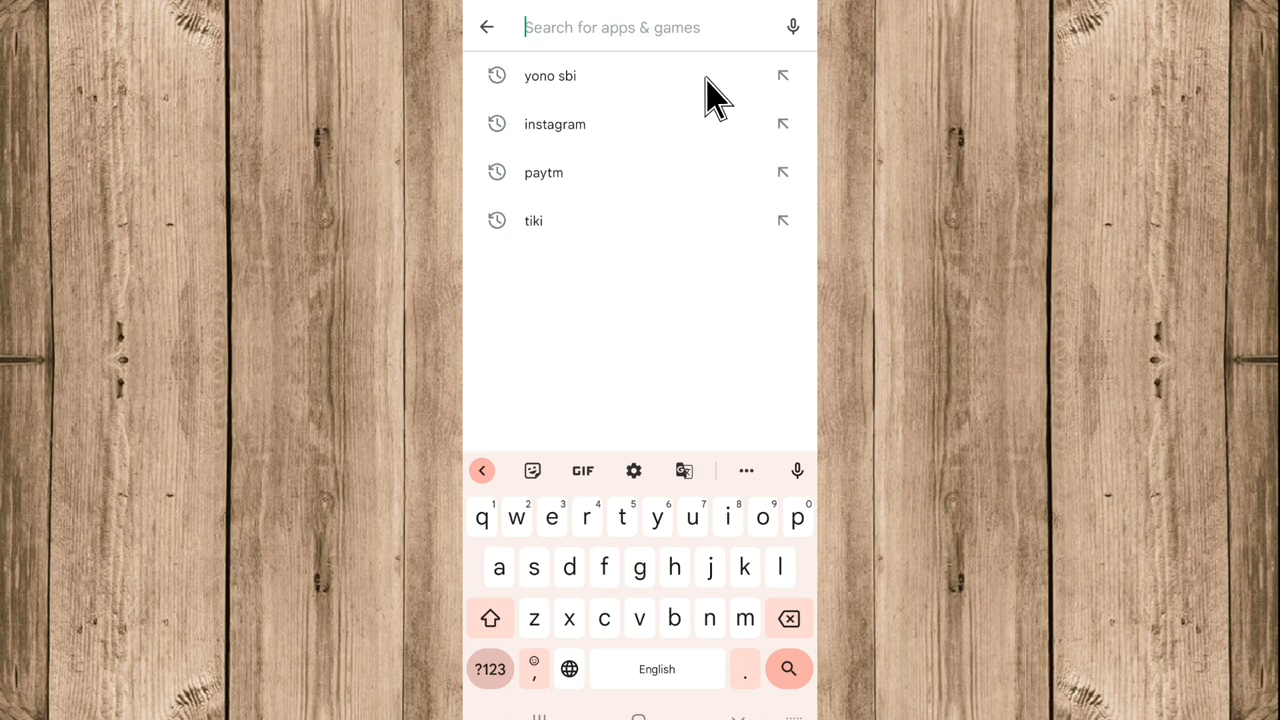 Search for apps & games
yono sbi
instagram
paytm
tiki
GIF
q1 w2 e3 r4 t5 y6 u7 i8 o9 p0
a s d f g h j k l
z x c v b n m
?123 , English .